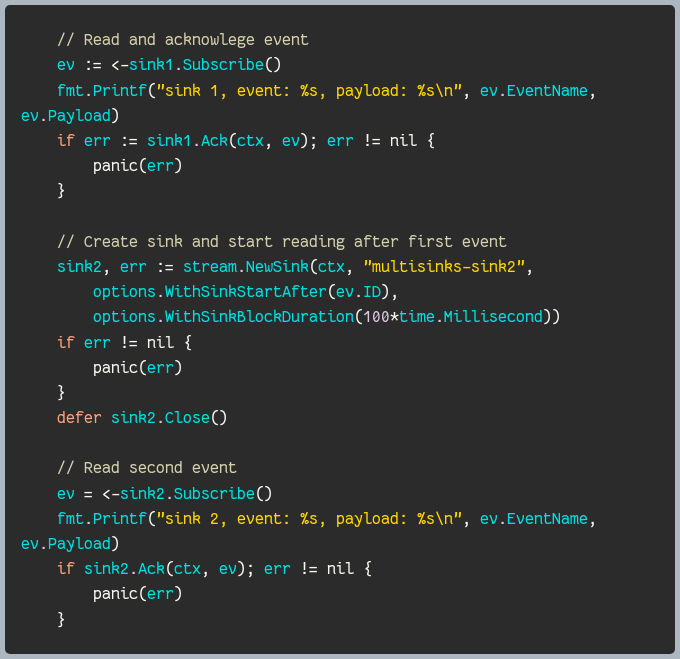 // Read and acknowlege event
ev := <-sink1.Subscribe()
fmt.Printf("sink 1, event: %s, payload: %s\n", ev.EventName,
ev.Payload)
if err := sink1.Ack(ctx, ev); err != nil {
panic(err)
}
// Create sink and start reading after first event
sink2, err := stream.NewSink(ctx, "multisinks-sink2",
options.WithSinkStartAfter(ev.ID),
options.WithSinkBlockDuration(100*time.Millisecond))
if err != nil {
panic(err)
}
defer sink2.Close()
// Read second event
ev = <-sink2.Subscribe()
fmt.Printf("sink 2, event: %s, payload: %s\n", ev.EventName,
ev.Payload)
if sink2.Ack(ctx, ev); err != nil {
panic(err)
}